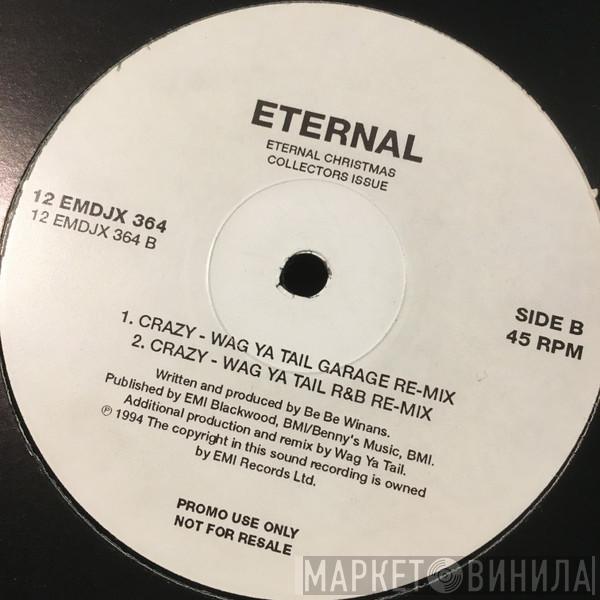 ETERNAL
ETERNAL CHRISTMAS
COLLECTORS ISSUE
12 EMDJX 364
12 EMDJX 364 B
SIDE B
45 RPM
1. CRAZY - WAG YA TAIL GARAGE RE-MIX
2. CRAZY - WAG YA TAIL R&B RE-MIX
Written and produced by Be Be Winans.
Published by EMI Blackwood, BMI/Benny's Music, BMI.
Additional production and remix by Wag Ya Tail.
℗ 1994 The copyright in this sound recording is owned
by EMI Records Ltd.
PROMO USE ONLY
NOT FOR RESALE
МАРКЕТ ВИНИЛА